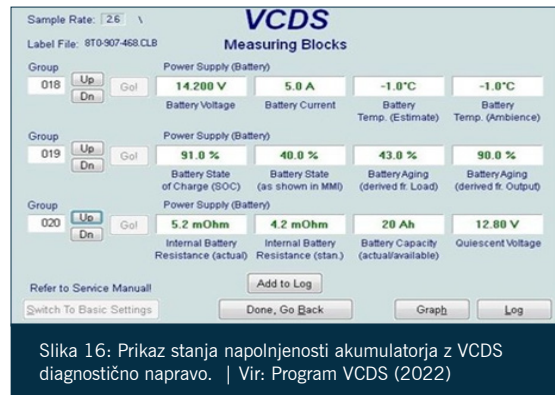 Sample Rate: 2.6 \
VCDS
Label File: 8T0-907-468.CLB
Measuring Blocks
Group
Power Supply (Battery)
018 Up Dn Go!
14.200 V 5.0 A -1.0°C -1.0°C
Battery Voltage Battery Current Battery Temp. (Estimate) Battery Temp. (Ambience)
Group
Power Supply (Battery)
019 Up Dn Go!
91.0 % 40.0 % 43.0 % 90.0 %
Battery State of Charge (SOC) Battery State (as shown in MMI) Battery Aging (derived fr. Load) Battery Aging (derived fr. Output)
Group
Power Supply (Battery)
020 Up Dn Go!
5.2 mOhm 4.2 mOhm 20 Ah 12.80 V
Internal Battery Resistance (actual) Internal Battery Resistance (stan.) Battery Capacity (actual/available) Quiescent Voltage
Refer to Service Manual!
Add to Log
Switch To Basic Settings Done, Go Back Graph Log
Slika 16: Prikaz stanja napolnjenosti akumulatorja z VCDS
diagnostično napravo. | Vir: Program VCDS (2022)